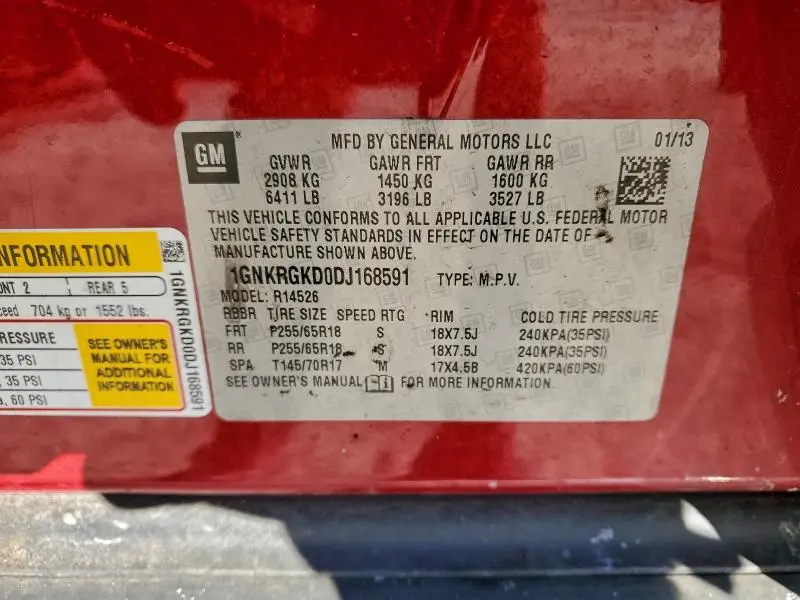 GM
MFD BY GENERAL MOTORS LLC 01/13
GVWR GAWR FRT GAWR RR
2908 KG 1450 KG 1600 KG
6411 LB 3196 LB 3527 LB
THIS VEHICLE CONFORMS TO ALL APPLICABLE U.S. FEDERAL MOTOR
VEHICLE SAFETY STANDARDS IN EFFECT ON THE DATE OF
MANUFACTURE SHOWN ABOVE.
1GNKRGKD0DJ168591 TYPE: M.P.V.
MODEL: R14526
RBBR TIRE SIZE SPEED RTG RIM COLD TIRE PRESSURE
FRT P255/65R18 S 18X7.5J 240KPA(35PSI)
RR P255/65R18 S 18X7.5J 240KPA(35PSI)
SPA T145/70R17 M 17X4.5B 420KPA(60PSI)
SEE OWNER'S MANUAL FOR MORE INFORMATION.
NFORMATION
NT 2 REAR 5
ceed 704 kg or 1552 lbs.
RESSURE
35 PSI
, 35 PSI
a, 60 PSI
SEE OWNER'S
MANUAL FOR
ADDITIONAL
INFORMATION
1GNKRGKD0DJ168591